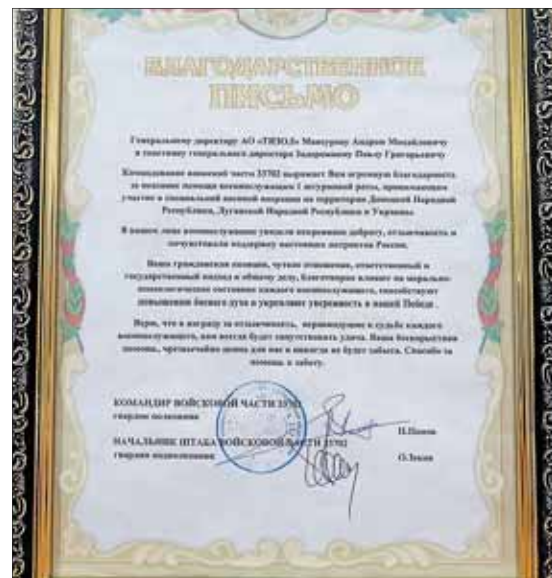 БЛАГОДАРСТВЕННОЕ
ПИСЬМО
Генеральному директору АО «ТИЗОЛ» Мансурову Андрею Михайловичу
и советнику генерального директора Задорожному Павлу Григорьевичу
Командование воинской части 33702 выражает Вам огромную благодарность
за оказание помощи военнослужащим 1 штурмовой роты, принимающим
участие в специальной военной операции на территории Донецкой Народной
Республики, Луганской Народной Республики и Украины.
В вашем лице военнослужащие увидели искреннюю доброту, отзывчивость и
почувствовали поддержку настоящих патриотов России.
Ваша гражданская позиция, чуткое отношение, ответственный и
государственный подход к общему делу, благотворно влияют на морально-
психологическое состояние каждого военнослужащего, способствуют
повышению боевого духа и укрепляют уверенность в нашей Победе.
Верю, что в награду за отзывчивость, неравнодушие к судьбе каждого
военнослужащего, вам всегда будет сопутствовать удача. Ваша бескорыстная
помощь, чрезвычайно ценна для нас и никогда не будет забыта. Спасибо за
помощь и заботу.
КОМАНДИР ВОЙСКОВОЙ ЧАСТИ 33702
гвардии полковник
НАЧАЛЬНИК ШТАБА ВОЙСКОВОЙ ЧАСТИ 33702
гвардии подполковник